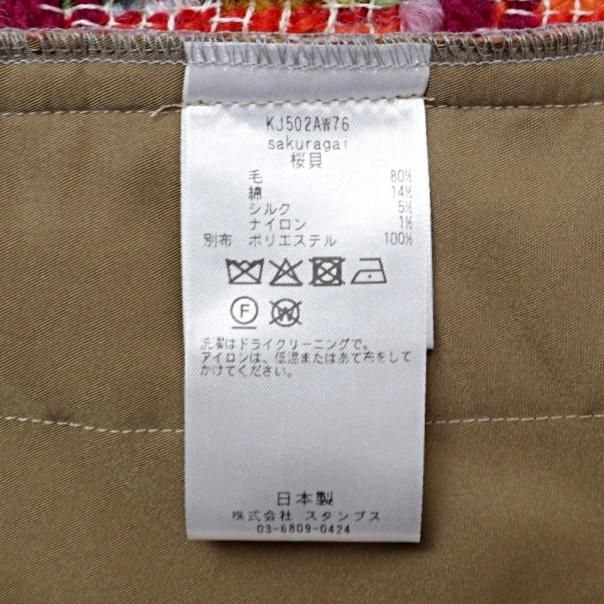 KJ502AW76
sakuragai
桜貝
毛 80%
綿 14%
シルク 5%
ナイロン 1%
別布 ポリエステル 100%
F W
洗濯はドライクリーニングで。
アイロンは、低温またはあて布をして
かけてください。
日本製
株式会社 スタンプス
03-6809-0424